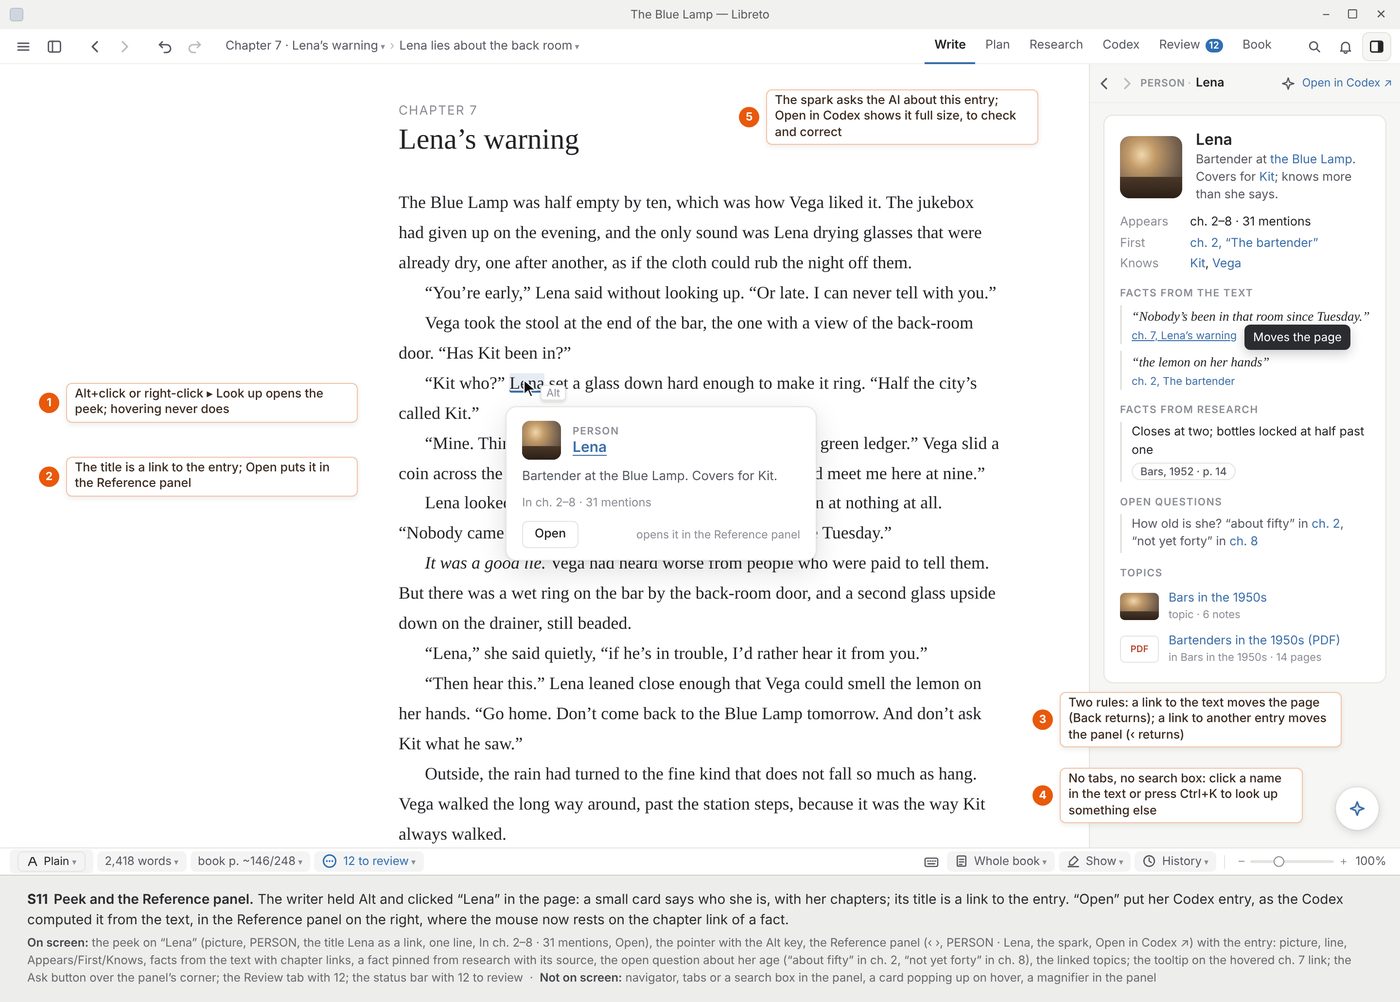 The Blue Lamp — Libreto
Chapter 7 · Lena’s warning ▾ › Lena lies about the back room ▾
Write Plan Research Codex Review 12 Book
PERSON · Lena
Open in Codex ↗
CHAPTER 7
Lena’s warning
5
The spark asks the AI about this entry;
Open in Codex shows it full size, to check
and correct
The Blue Lamp was half empty by ten, which was how Vega liked it. The jukebox
had given up on the evening, and the only sound was Lena drying glasses that were
already dry, one after another, as if the cloth could rub the night off them.
“You’re early,” Lena said without looking up. “Or late. I can never tell with you.”
Vega took the stool at the end of the bar, the one with a view of the back-room
door. “Has Kit been in?”
“Kit who?” Lena set a glass down hard enough to make it ring. “Half the city’s
called Kit.”
“Mine. Thin green ledger.” Vega slid a
coin across the d meet me here at nine.”
Lena looked n at nothing at all.
“Nobody came Tuesday.”
It was a good lie. Vega had heard worse from people who were paid to tell them.
But there was a wet ring on the bar by the back-room door, and a second glass upside
down on the drainer, still beaded.
“Lena,” she said quietly, “if he’s in trouble, I’d rather hear it from you.”
“Then hear this.” Lena leaned close enough that Vega could smell the lemon on
her hands. “Go home. Don’t come back to the Blue Lamp tomorrow. And don’t ask
Kit what he saw.”
Outside, the rain had turned to the fine kind that does not fall so much as hang.
Vega walked the long way around, past the station steps, because it was the way Kit
always walked.
Alt
PERSON
Lena
Bartender at the Blue Lamp. Covers for Kit.
In ch. 2–8 · 31 mentions
Open
opens it in the Reference panel
1
Alt+click or right-click ▸ Look up opens the
peek; hovering never does
2
The title is a link to the entry; Open puts it in
the Reference panel
Lena
Bartender at the Blue Lamp.
Covers for Kit; knows more
than she says.
Appears ch. 2–8 · 31 mentions
First ch. 2, “The bartender”
Knows Kit, Vega
FACTS FROM THE TEXT
“Nobody’s been in that room since Tuesday.”
ch. 7, Lena’s warning
Moves the page
“the lemon on her hands”
ch. 2, The bartender
FACTS FROM RESEARCH
Closes at two; bottles locked at half past
one
Bars, 1952 · p. 14
OPEN QUESTIONS
How old is she? “about fifty” in ch. 2,
“not yet forty” in ch. 8
TOPICS
Bars in the 1950s
topic · 6 notes
PDF
Bartenders in the 1950s (PDF)
in Bars in the 1950s · 14 pages
3
Two rules: a link to the text moves the page
(Back returns); a link to another entry moves
the panel (‹ returns)
4
No tabs, no search box: click a name
in the text or press Ctrl+K to look up
something else
A Plain ▾ 2,418 words ▾ book p. ~146/248 ▾ 12 to review ▾
Whole book ▾ Show ▾ History ▾ − + 100%
S11 Peek and the Reference panel. The writer held Alt and clicked “Lena” in the page: a small card says who she is, with her chapters; its title is a link to the entry. “Open” put her Codex entry, as the Codex
computed it from the text, in the Reference panel on the right, where the mouse now rests on the chapter link of a fact.
On screen: the peek on “Lena” (picture, PERSON, the title Lena as a link, one line, In ch. 2–8 · 31 mentions, Open), the pointer with the Alt key, the Reference panel (‹ ›, PERSON · Lena, the spark, Open in Codex ↗) with the entry: picture, line,
Appears/First/Knows, facts from the text with chapter links, a fact pinned from research with its source, the open question about her age (“about fifty” in ch. 2, “not yet forty” in ch. 8), the linked topics; the tooltip on the hovered ch. 7 link; the
Ask button over the panel’s corner; the Review tab with 12; the status bar with 12 to review · Not on screen: navigator, tabs or a search box in the panel, a card popping up on hover, a magnifier in the panel